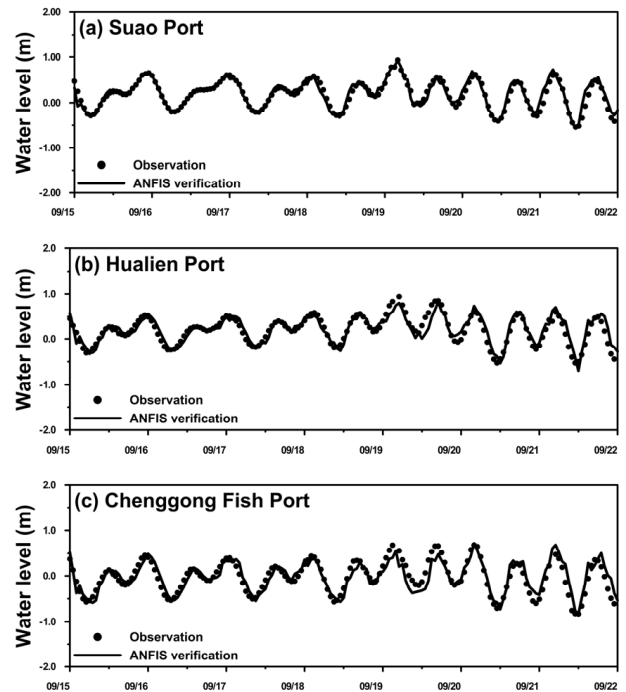 2.00
(a) Suao Port
1.00
0.00
-1.00
-2.00
Water level (m)
Observation
ANFIS verification
09/15 09/16 09/17 09/18 09/19 09/20 09/21 09/22
2.0
(b) Hualien Port
1.0
0.0
-1.0
-2.0
Water level (m)
Observation
ANFIS verification
09/15 09/16 09/17 09/18 09/19 09/20 09/21 09/22
2.0
(c) Chenggong Fish Port
1.0
0.0
-1.0
-2.0
Water level (m)
Observation
ANFIS verification
09/15 09/16 09/17 09/18 09/19 09/20 09/21 09/22